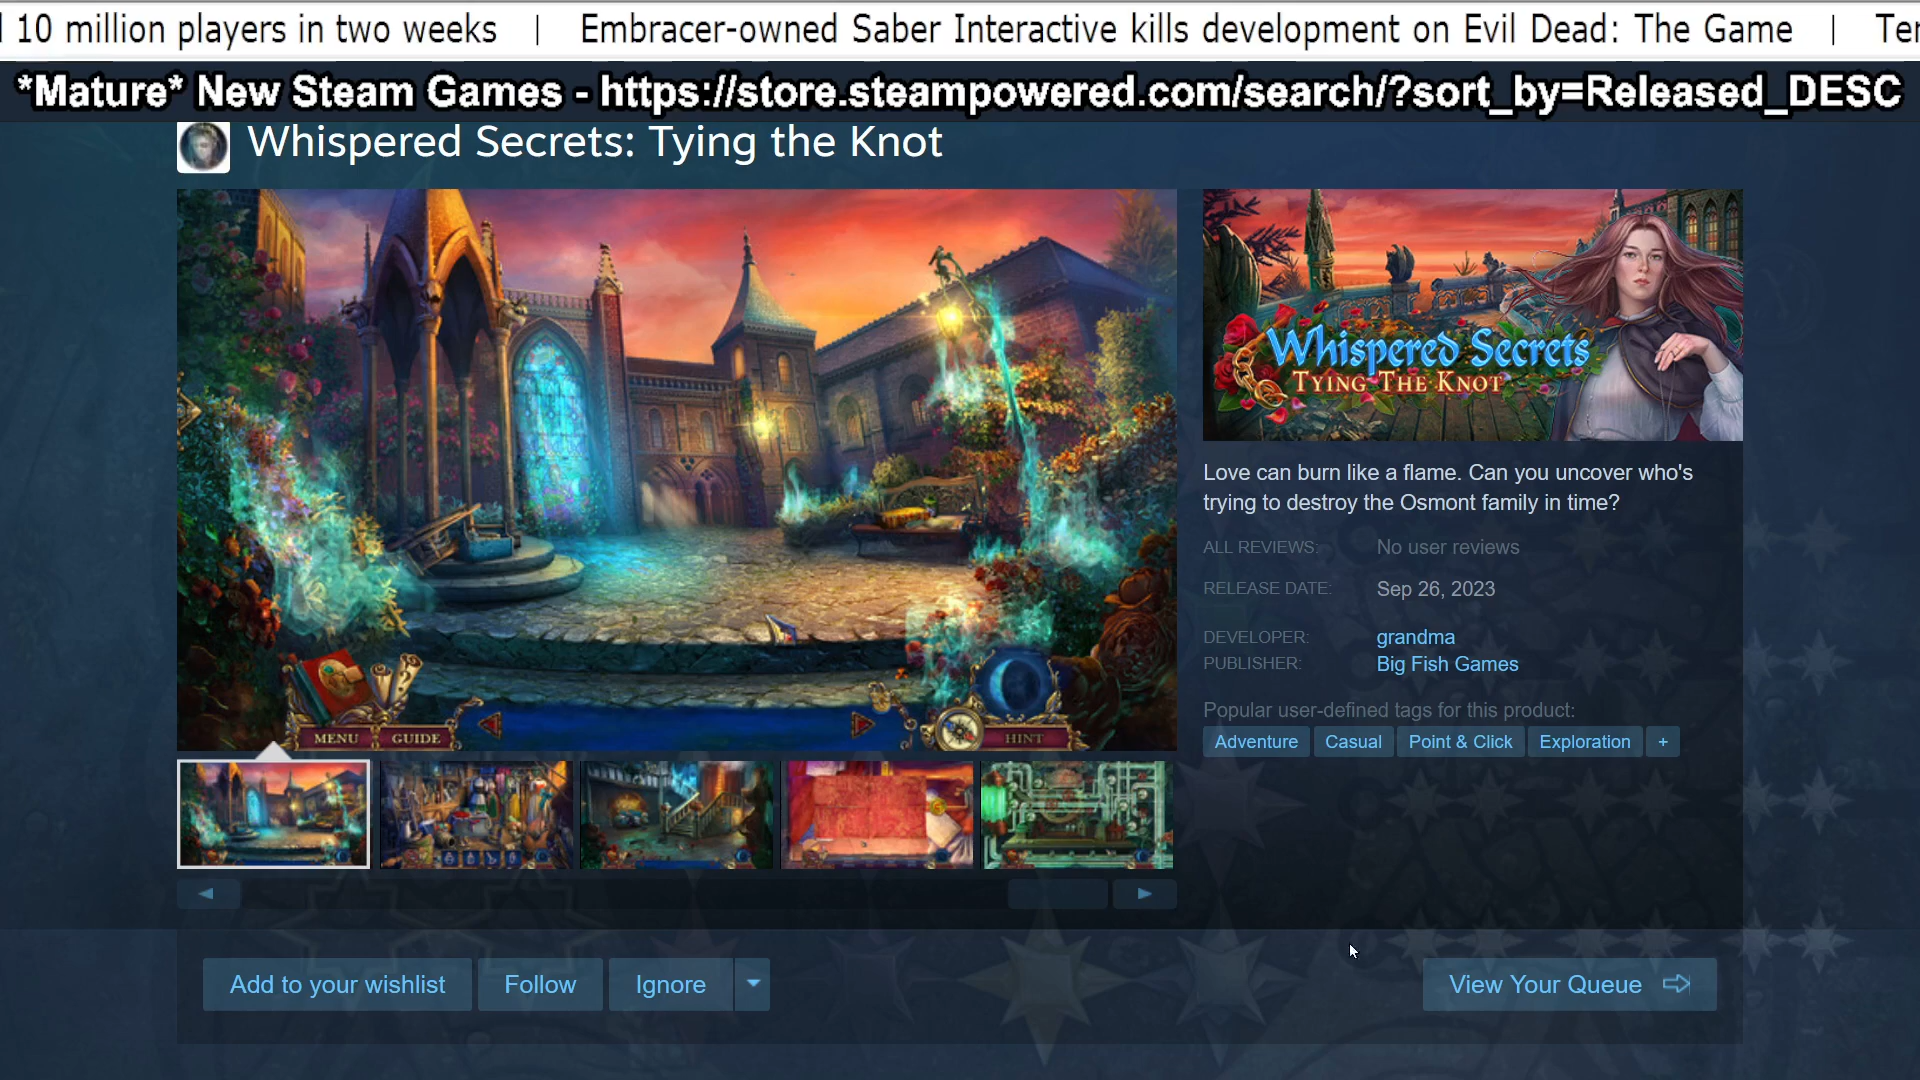 10 million players in two weeks | Embracer-owned Saber Interactive kills development on Evil Dead: The Game |
*Mature* New Steam Games - https://store.steampowered.com/search/?sort_by=Released_DESC
Whispered Secrets: Tying the Knot
Whispered Secrets
TYING THE KNOT
Love can burn like a flame. Can you uncover who's
trying to destroy the Osmont family in time?
ALL REVIEWS: No user reviews
RELEASE DATE: Sep 26, 2023
DEVELOPER: grandma
PUBLISHER: Big Fish Games
Popular user-defined tags for this product:
Adventure Casual Point & Click Exploration +
MENU GUIDE HINT
Add to your wishlist Follow Ignore View Your Queue